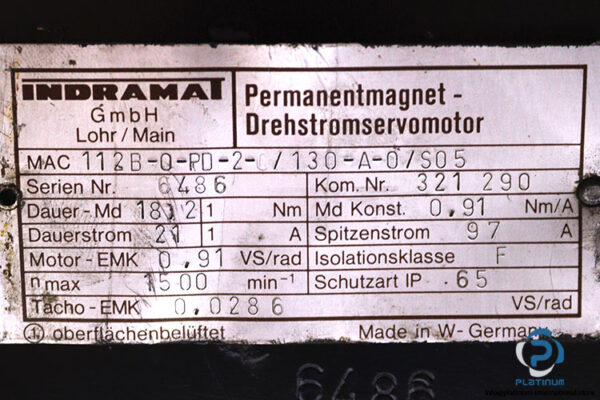 INDRAMAT
GmbH
Lohr / Main
Permanentmagnet -
Drehstromservomotor
MAC 112B-0-PD-2-C/130-A-0/S05
Serien Nr. 6486 Kom. Nr. 321 290
Dauer-Md 18,2 1 Nm Md Konst. 0,91 Nm/A
Dauerstrom 21 1 A Spitzenstrom 97 A
Motor-EMK 0,91 VS/rad Isolationsklasse F
n max 1500 min⁻¹ Schutzart IP .65
Tacho-EMK 0,0286 VS/rad
① oberflächenbelüftet Made in W-Germany
6486
PLATINUM